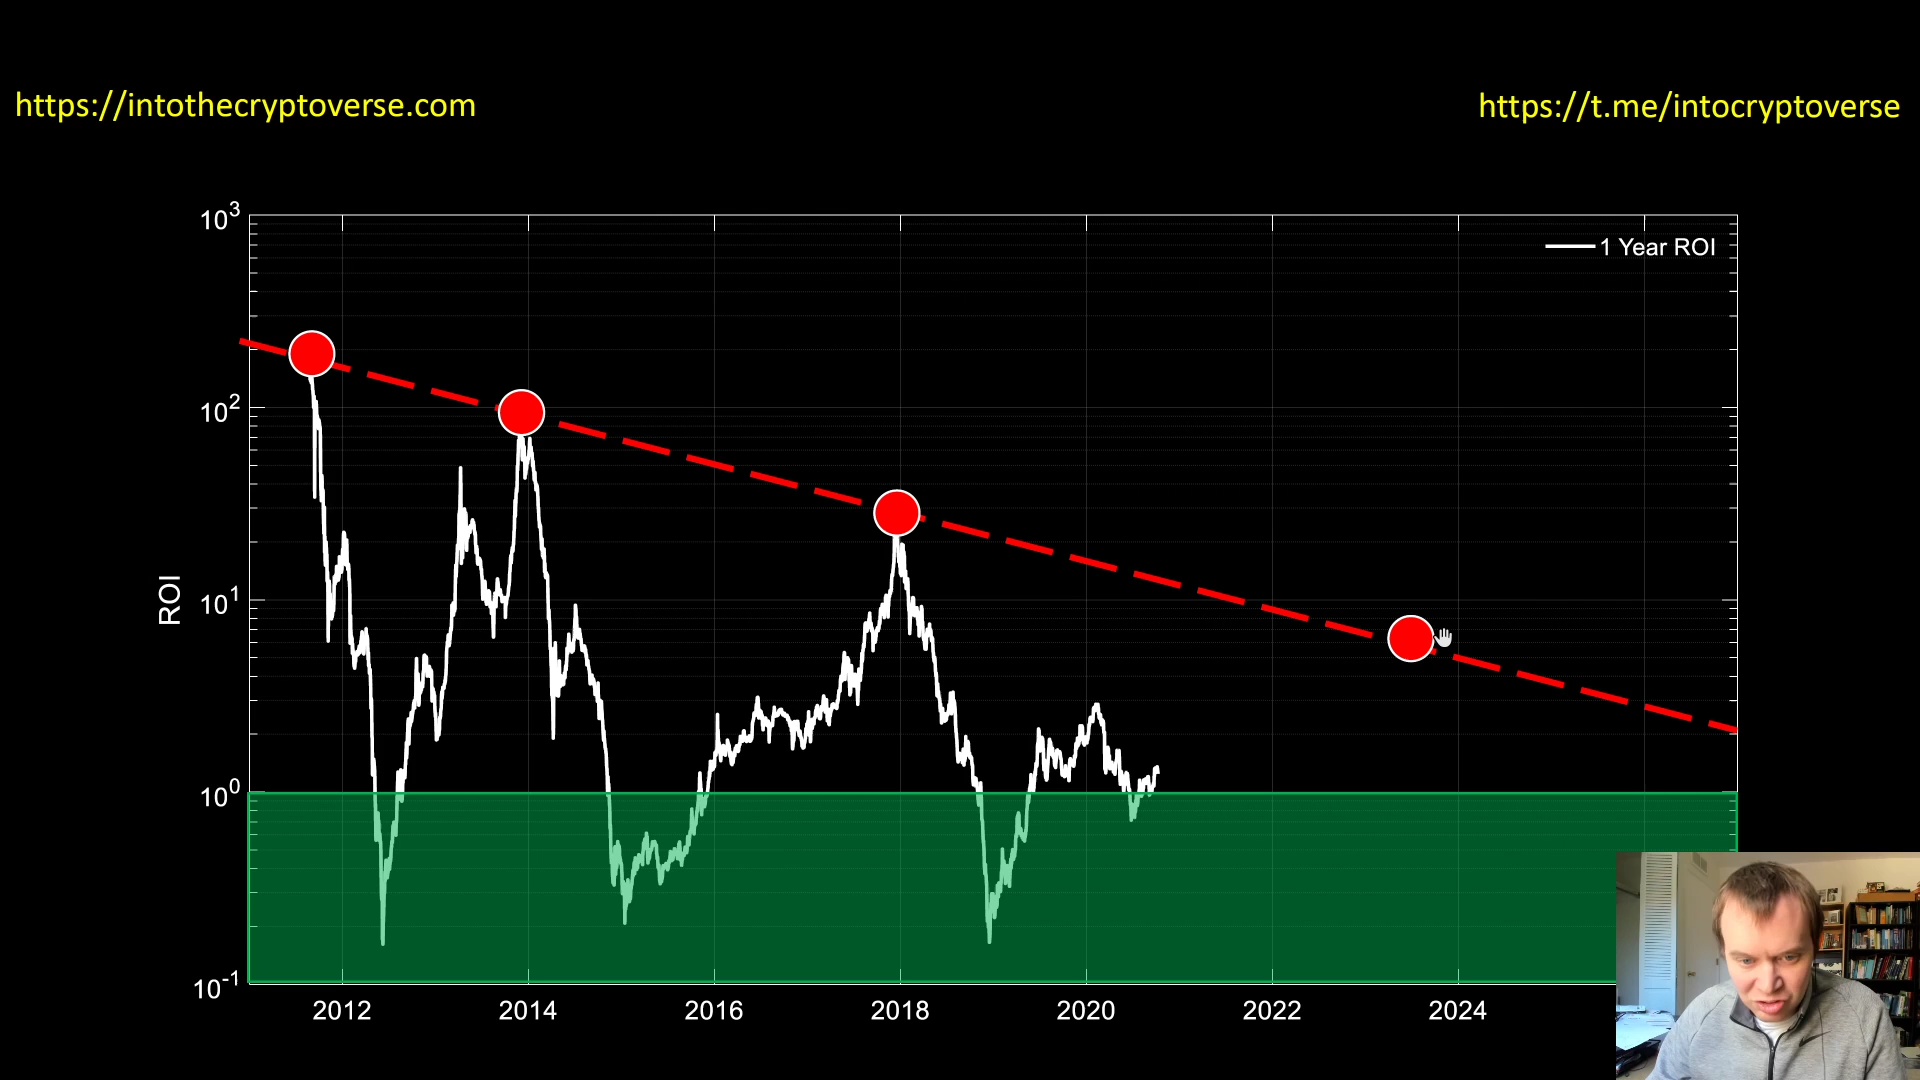 https://intothecryptoverse.com
https://t.me/intocryptoverse
10^3
1 Year ROI
10^2
10^1
ROI
10^0
10^-1
2012 2014 2016 2018 2020 2022 2024